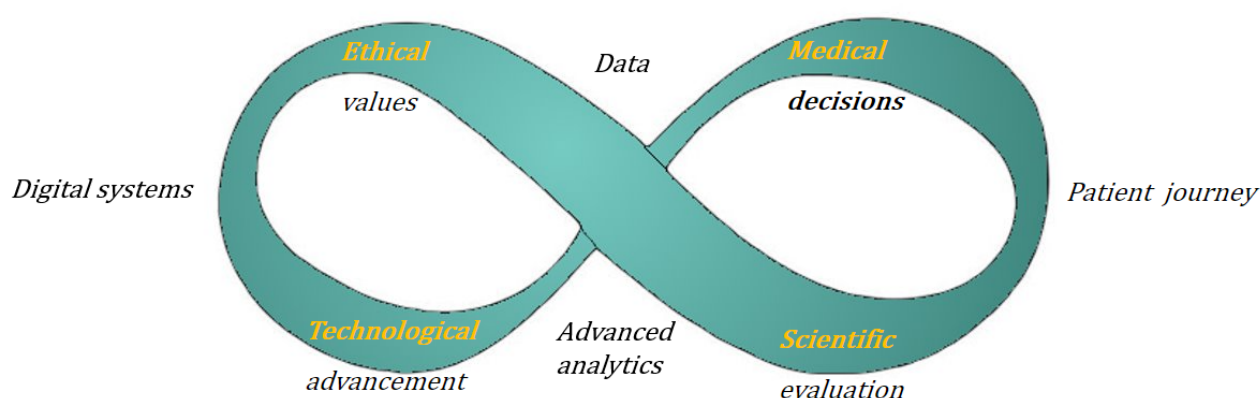 Ethical
values
Data
Medical
decisions
Digital systems
Patient journey
Technological
advancement
Advanced
analytics
Scientific
evaluation